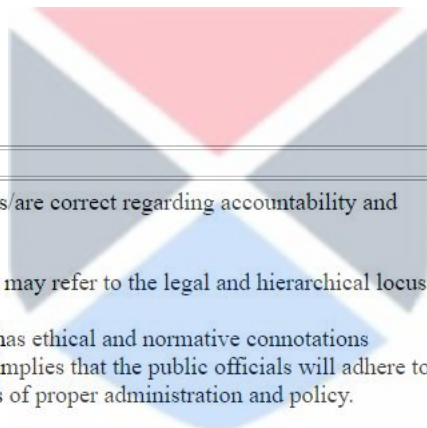 s/are correct regarding accountability and
may refer to the legal and hierarchical locus
has ethical and normative connotations
implies that the public officials will adhere to
s of proper administration and policy.